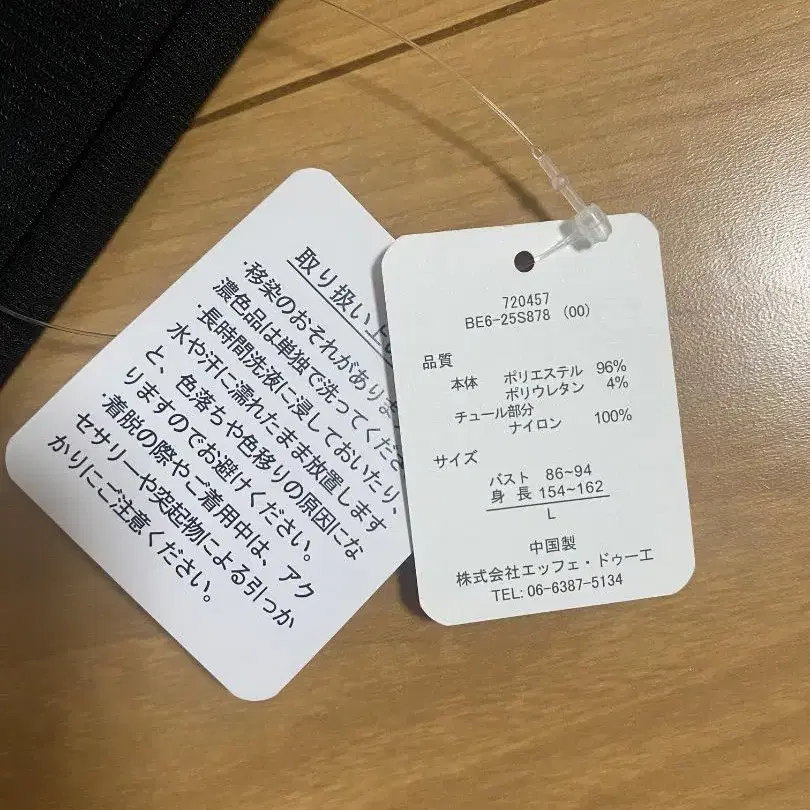 取り扱い上
・移染のおそれがあります
濃色品は単独で洗ってくださ
・長時間洗液に浸しておいたり、
水や汗に濡れたまま放置します
と、色落ちや色移りの原因にな
りますのでお避けください。
・着脱の際やご着用中は、アク
セサリーや突起物による引っか
かりにご注意ください。
720457
BE6-25S878 (00)
品質
本体 ポリエステル 96%
ポリウレタン 4%
チュール部分
ナイロン 100%
サイズ
バスト 86~94
身長 154~162
L
中国製
株式会社エッフェ・ドゥー工
TEL: 06-6387-5134